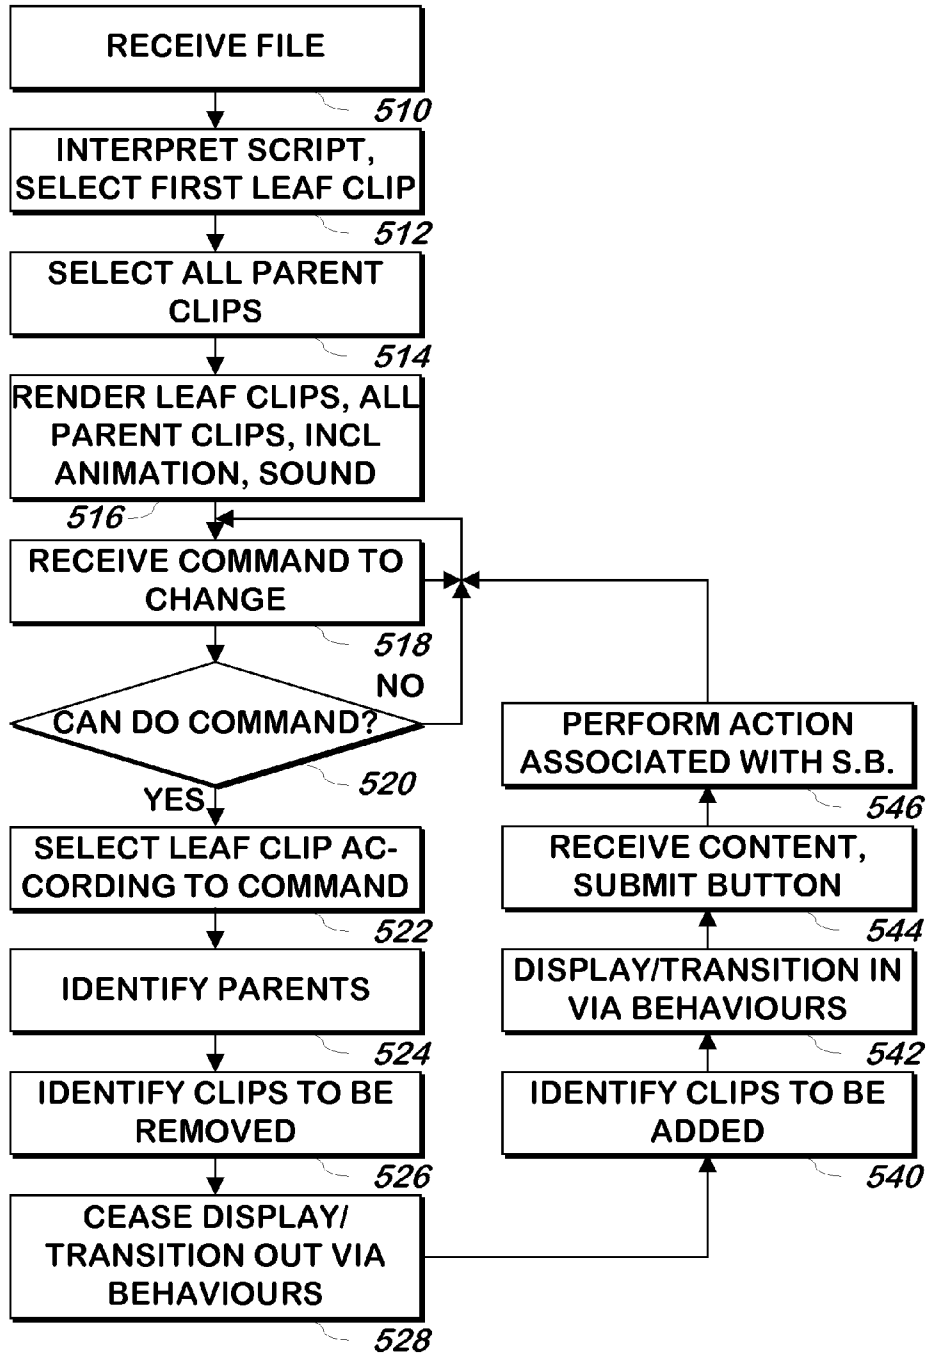 RECEIVE FILE
510
INTERPRET SCRIPT,
SELECT FIRST LEAF CLIP
512
SELECT ALL PARENT
CLIPS
514
RENDER LEAF CLIPS, ALL
PARENT CLIPS, INCL
ANIMATION, SOUND
516
RECEIVE COMMAND TO
CHANGE
518
NO
CAN DO COMMAND?
520
YES
SELECT LEAF CLIP AC-
CORDING TO COMMAND
522
IDENTIFY PARENTS
524
IDENTIFY CLIPS TO BE
REMOVED
526
CEASE DISPLAY/
TRANSITION OUT VIA
BEHAVIOURS
528
IDENTIFY CLIPS TO BE
ADDED
540
DISPLAY/TRANSITION IN
VIA BEHAVIOURS
542
RECEIVE CONTENT,
SUBMIT BUTTON
544
PERFORM ACTION
ASSOCIATED WITH S.B.
546